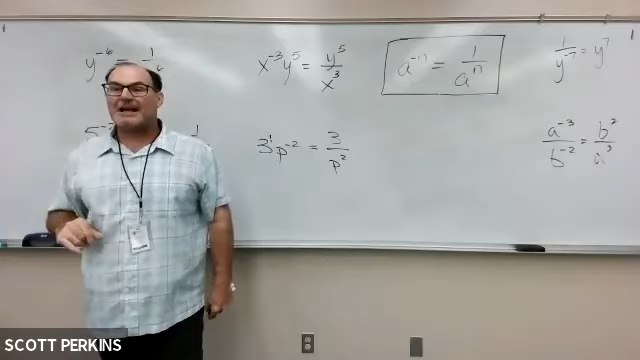 y⁻⁶ = 1
x⁻³y⁵ = y⁵/x³
a⁻ⁿ = 1/aⁿ
1/y⁻⁷ = y⁷
3¹p⁻² = 3/p²
a⁻³/b⁻² = b²/a³
SCOTT PERKINS